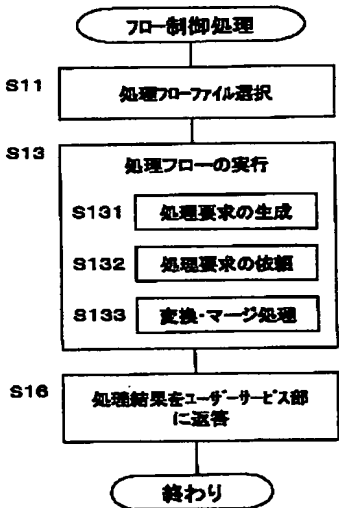 フロー制御処理
S11
処理フローファイル選択
S13
処理フローの実行
S131
処理要求の生成
S132
処理要求の依頼
S133
変換・マージ処理
S16
処理結果をユーザーサービス部
に返答
終わり